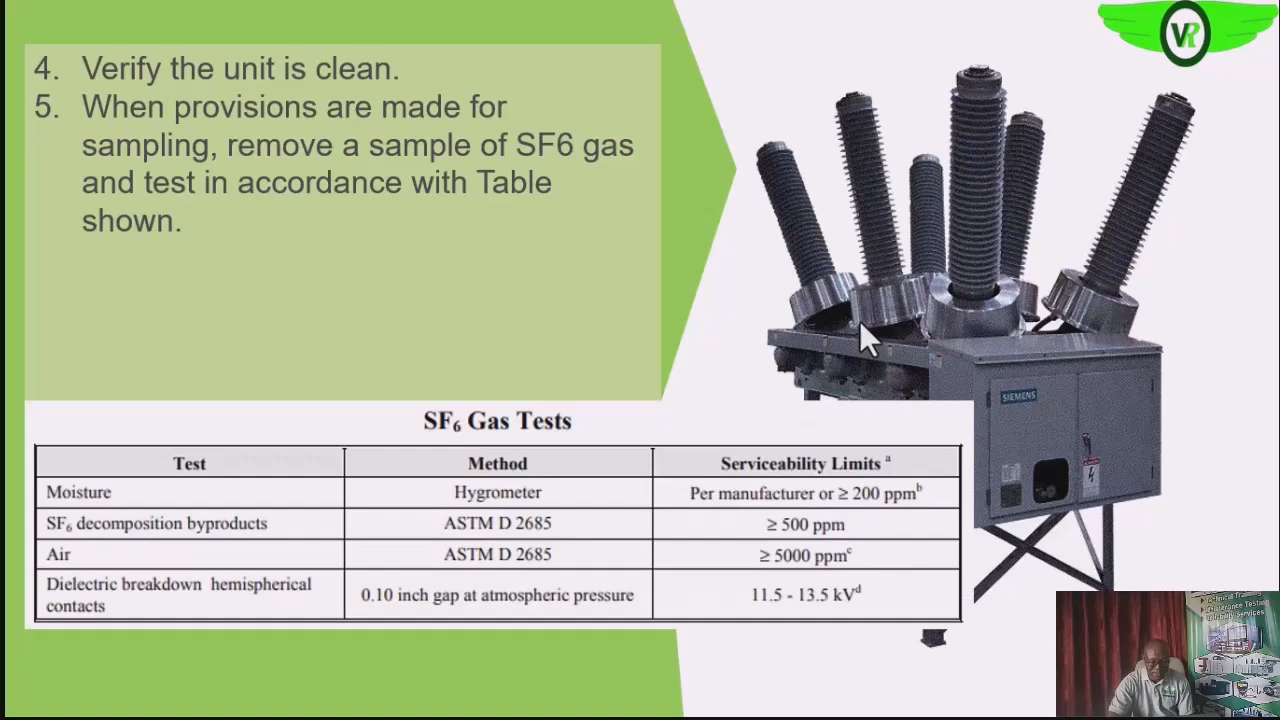 VR
4. Verify the unit is clean.
5. When provisions are made for
sampling, remove a sample of SF6 gas
and test in accordance with Table
shown.
SF₆ Gas Tests
Test Method Serviceability Limits ᵃ
Moisture Hygrometer Per manufacturer or ≥ 200 ppmᵇ
SF₆ decomposition byproducts ASTM D 2685 ≥ 500 ppm
Air ASTM D 2685 ≥ 5000 ppmᶜ
Dielectric breakdown hemispherical
contacts 0.10 inch gap at atmospheric pressure 11.5 - 13.5 kVᵈ
SIEMENS